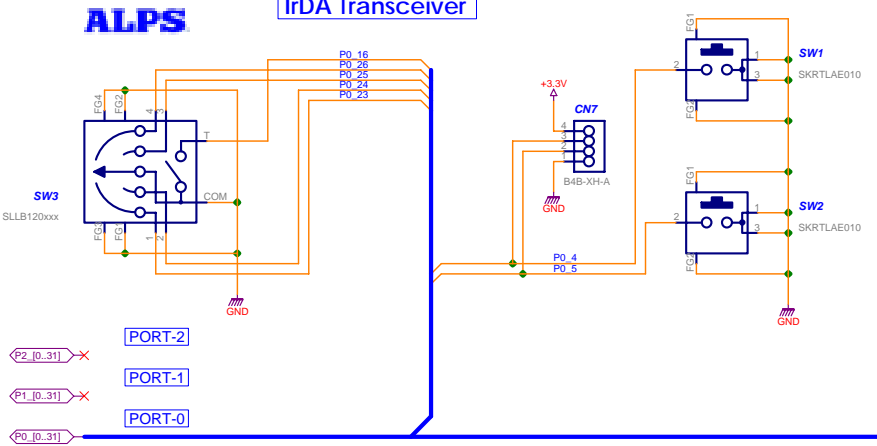 IrDA Transceiver
ALPS
P0_16
P0_26
P0_25
P0_24
P0_23
FG4
FG2
4
3
T
COM
SW3
SLLB120xxx
FG3
FG1
1
2
GND
+3.3V
CN7
4
3
2
1
B4B-XH-A
GND
FG1
2
1
3
SW1
SKRTLAE010
FG2
FG1
2
1
3
SW2
SKRTLAE010
FG2
P0_4
P0_5
GND
PORT-2
P2_[0..31]
PORT-1
P1_[0..31]
PORT-0
P0_[0..31]